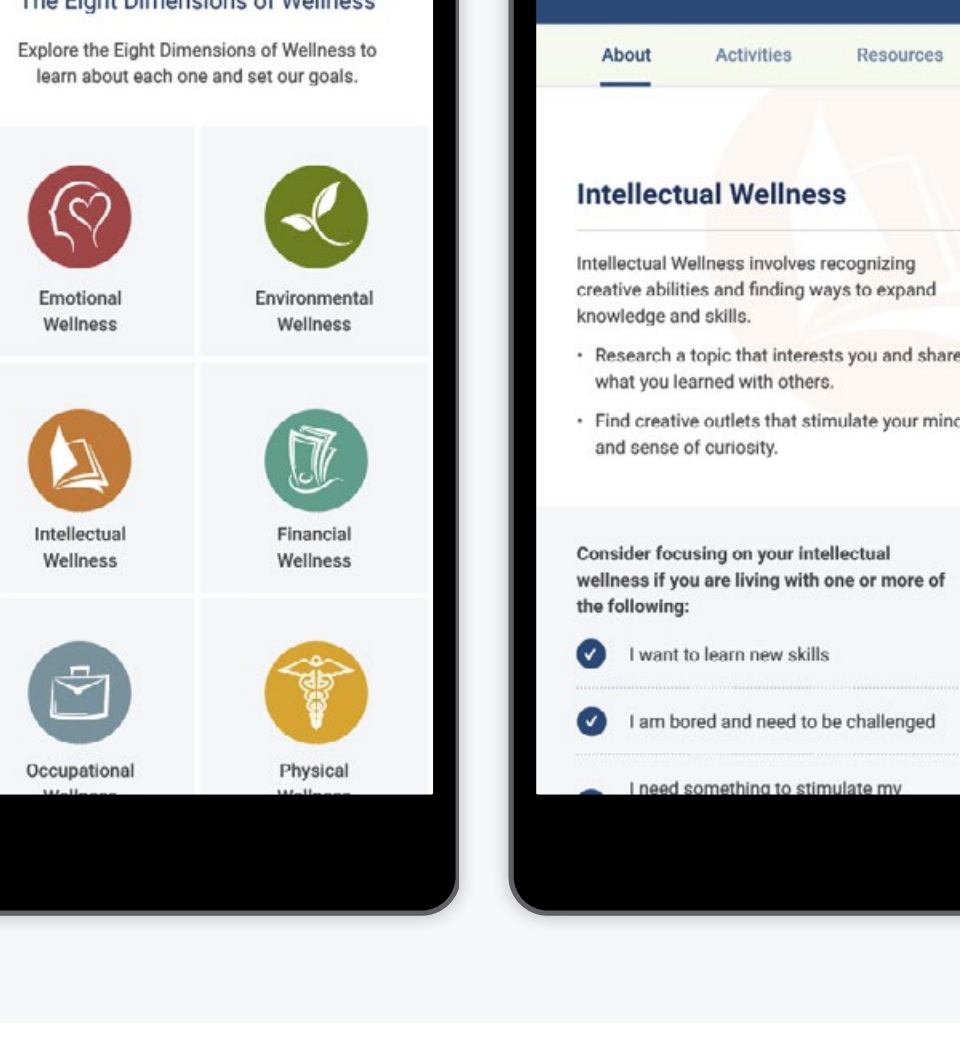 The Eight Dimensions of Wellness
Explore the Eight Dimensions of Wellness to
learn about each one and set our goals.
Emotional
Wellness
Environmental
Wellness
Intellectual
Wellness
Financial
Wellness
Occupational
Wellness
Physical
Wellness
About
Activities
Resources
Intellectual Wellness
Intellectual Wellness involves recognizing
creative abilities and finding ways to expand
knowledge and skills.
• Research a topic that interests you and share
what you learned with others.
• Find creative outlets that stimulate your mind
and sense of curiosity.
Consider focusing on your intellectual
wellness if you are living with one or more of
the following:
I want to learn new skills
I am bored and need to be challenged
I need something to stimulate my